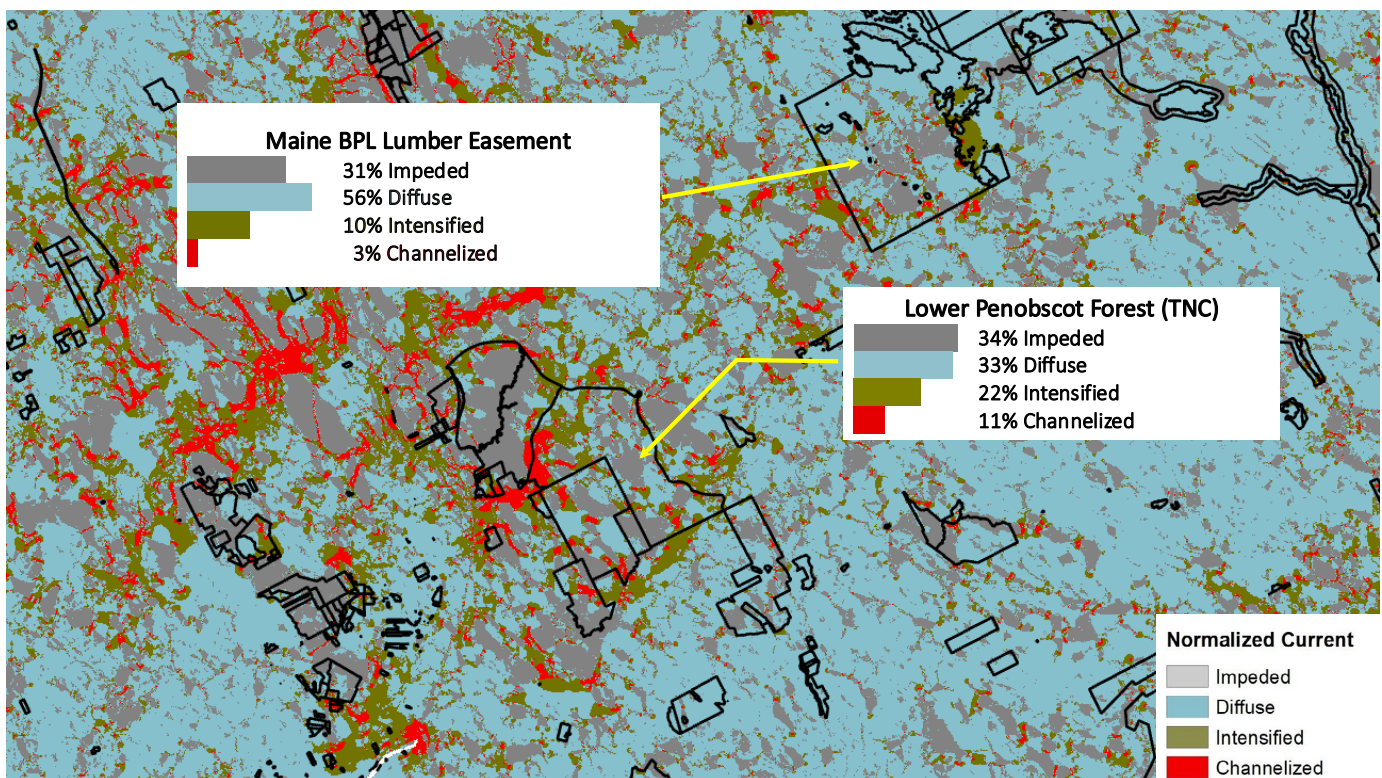 Maine BPL Lumber Easement
31% Impeded
56% Diffuse
10% Intensified
3% Channelized
Lower Penobscot Forest (TNC)
34% Impeded
33% Diffuse
22% Intensified
11% Channelized
Normalized Current
Impeded
Diffuse
Intensified
Channelized